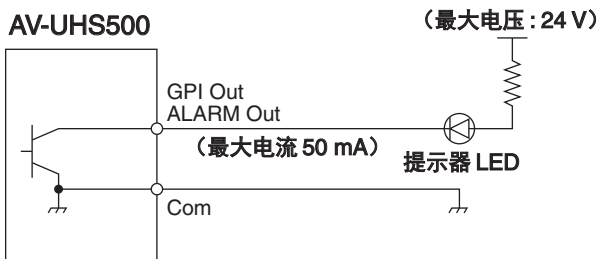 （最大电压：24 V）
AV-UHS500
GPI Out
ALARM Out
（最大电流 50 mA）
提示器 LED
Com